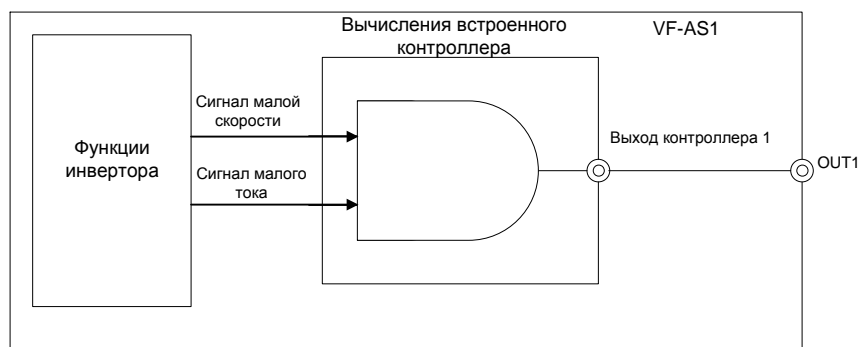 Вычисления встроенного
контроллера
VF-AS1
Сигнал малой
скорости
Функции
инвертора
Выход контроллера 1
OUT1
Сигнал малого
тока